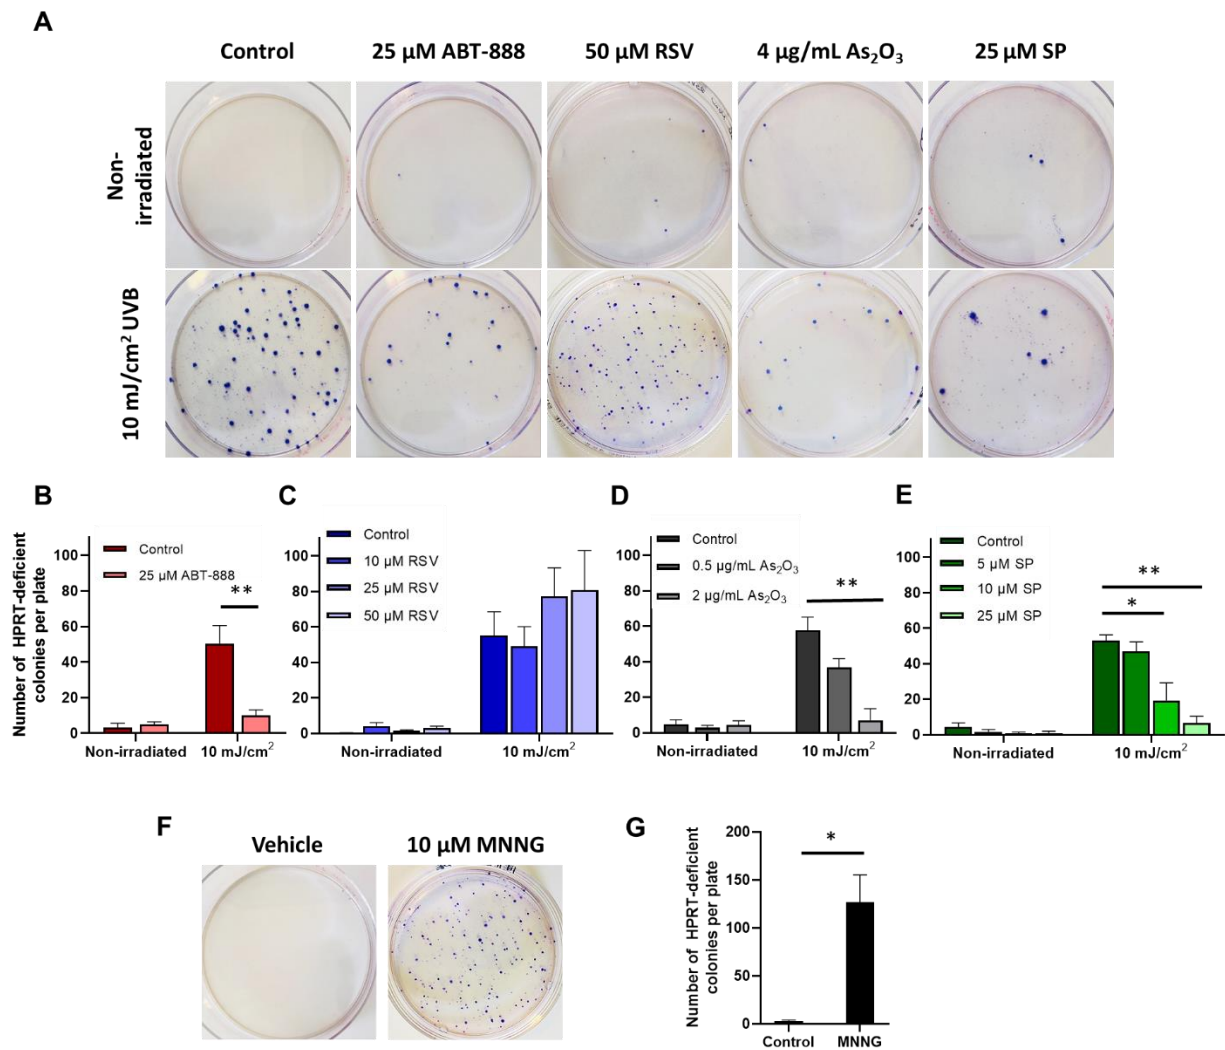 A
Control
25 µM ABT-888
50 µM RSV
4 µg/mL As₂O₃
25 µM SP
Non-
irradiated
10 mJ/cm² UVB
B
Number of HPRT-deficient
colonies per plate
100
80
60
40
20
0
Control
25 µM ABT-888
**
Non-irradiated
10 mJ/cm²
C
100
80
60
40
20
0
Control
10 µM RSV
25 µM RSV
50 µM RSV
Non-irradiated
10 mJ/cm²
D
100
80
60
40
20
0
Control
0.5 µg/mL As₂O₃
2 µg/mL As₂O₃
**
Non-irradiated
10 mJ/cm²
E
100
80
60
40
20
0
Control
5 µM SP
10 µM SP
25 µM SP
**
*
Non-irradiated
10 mJ/cm²
F
Vehicle
10 µM MNNG
G
Number of HPRT-deficient
colonies per plate
200
150
100
50
0
*
Control
MNNG